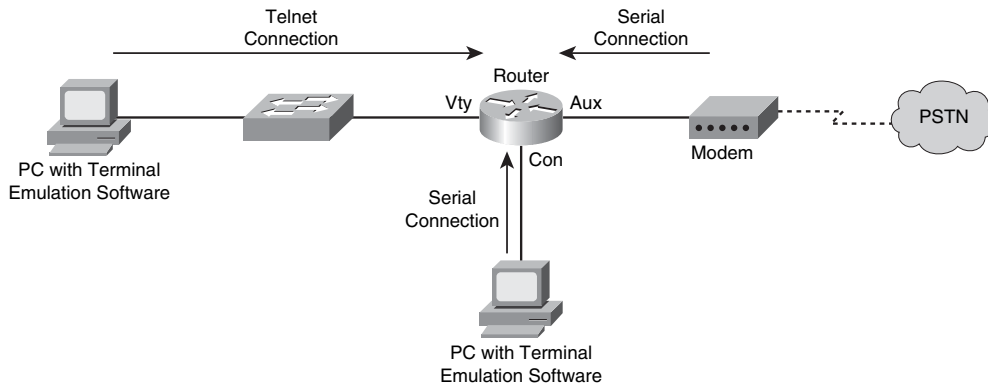 Telnet
Connection
Serial
Connection
Router
Vty
Aux
PSTN
Con
Modem
PC with Terminal
Emulation Software
Serial
Connection
PC with Terminal
Emulation Software